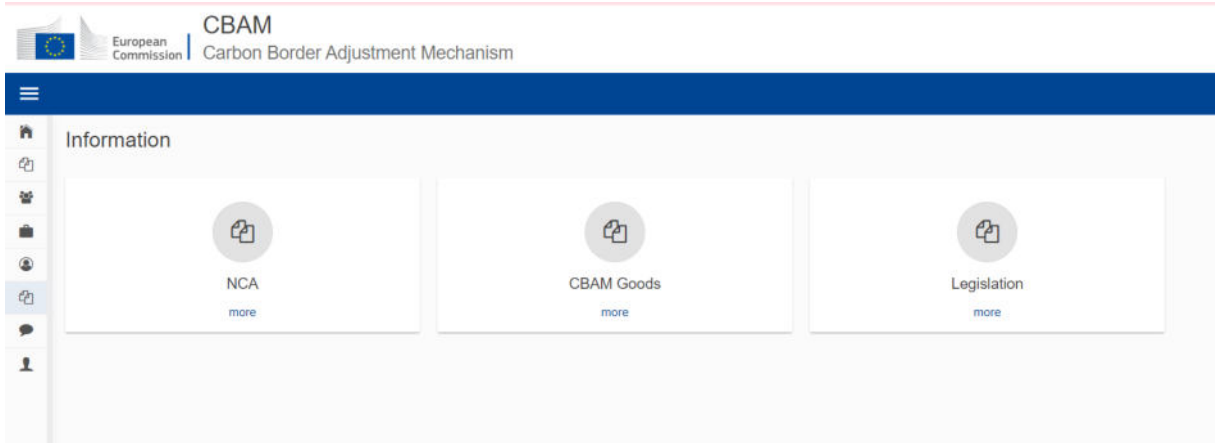 European
Commission
CBAM
Carbon Border Adjustment Mechanism
Information
NCA
more
CBAM Goods
more
Legislation
more